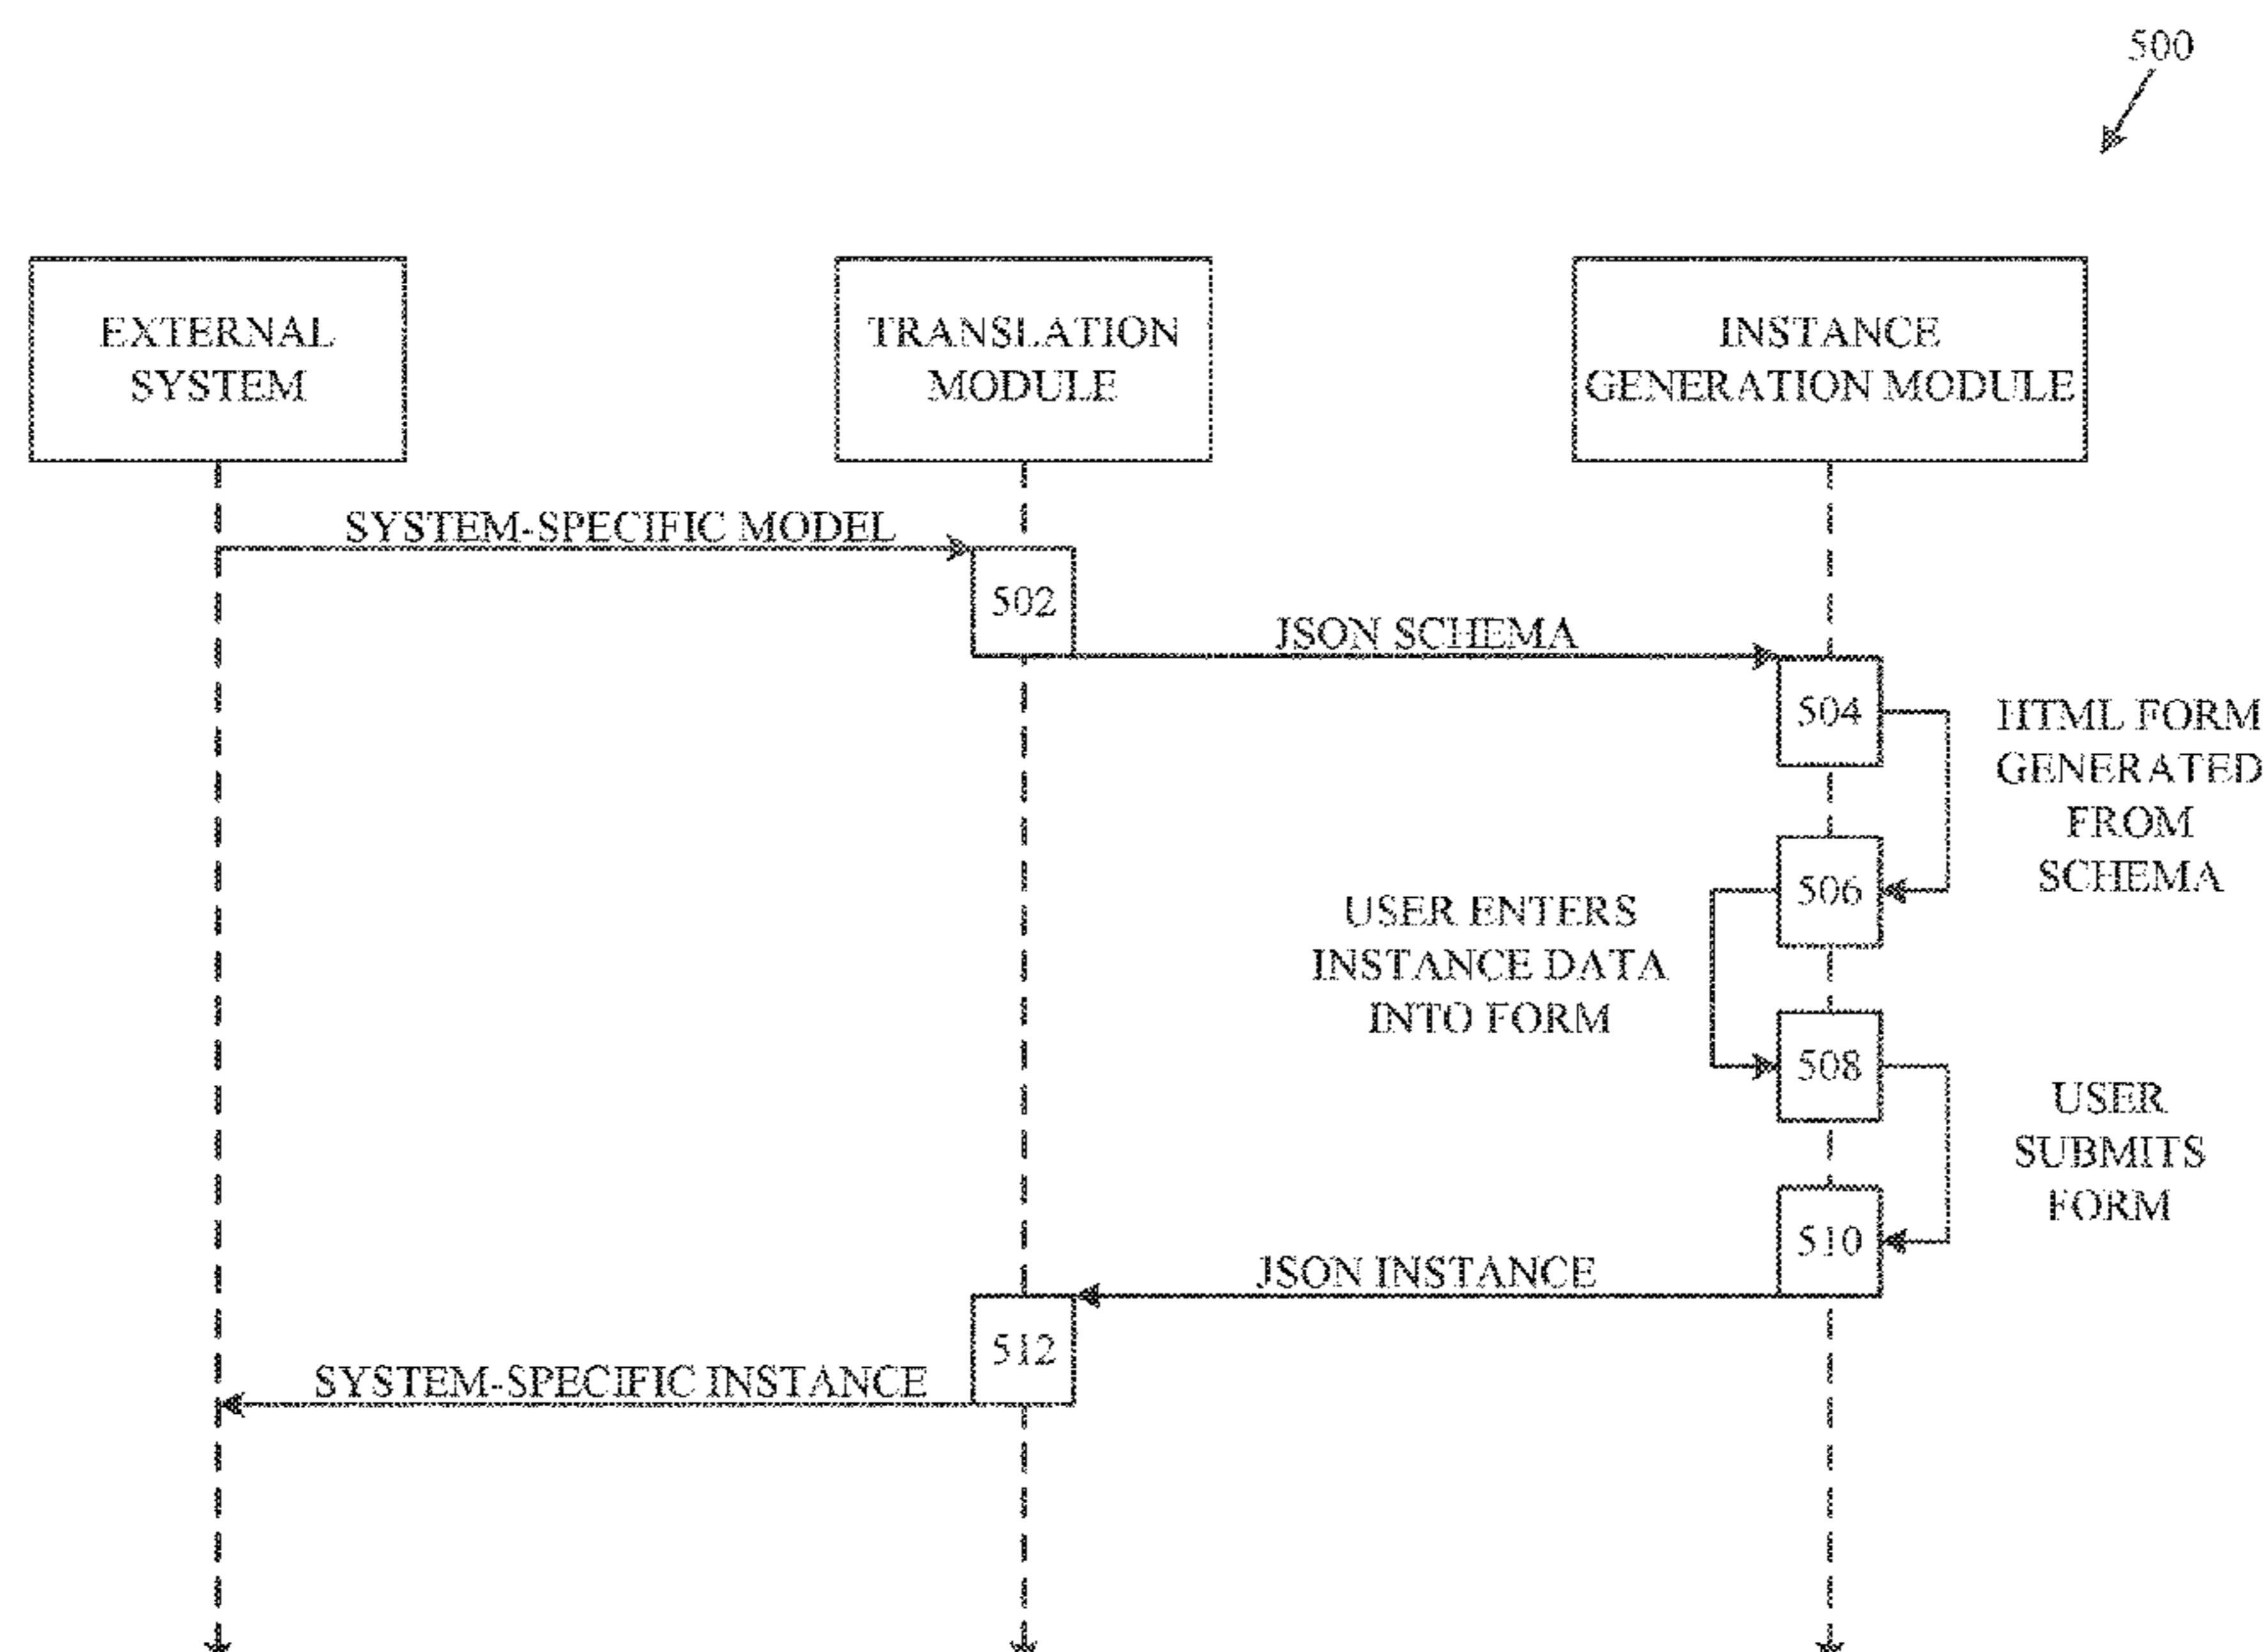 500
EXTERNAL
SYSTEM
TRANSLATION
MODULE
INSTANCE
GENERATION MODULE
SYSTEM-SPECIFIC MODEL
502
JSON SCHEMA
504
HTML FORM
GENERATED
FROM
SCHEMA
506
USER ENTERS
INSTANCE DATA
INTO FORM
508
USER
SUBMITS
FORM
510
JSON INSTANCE
512
SYSTEM-SPECIFIC INSTANCE